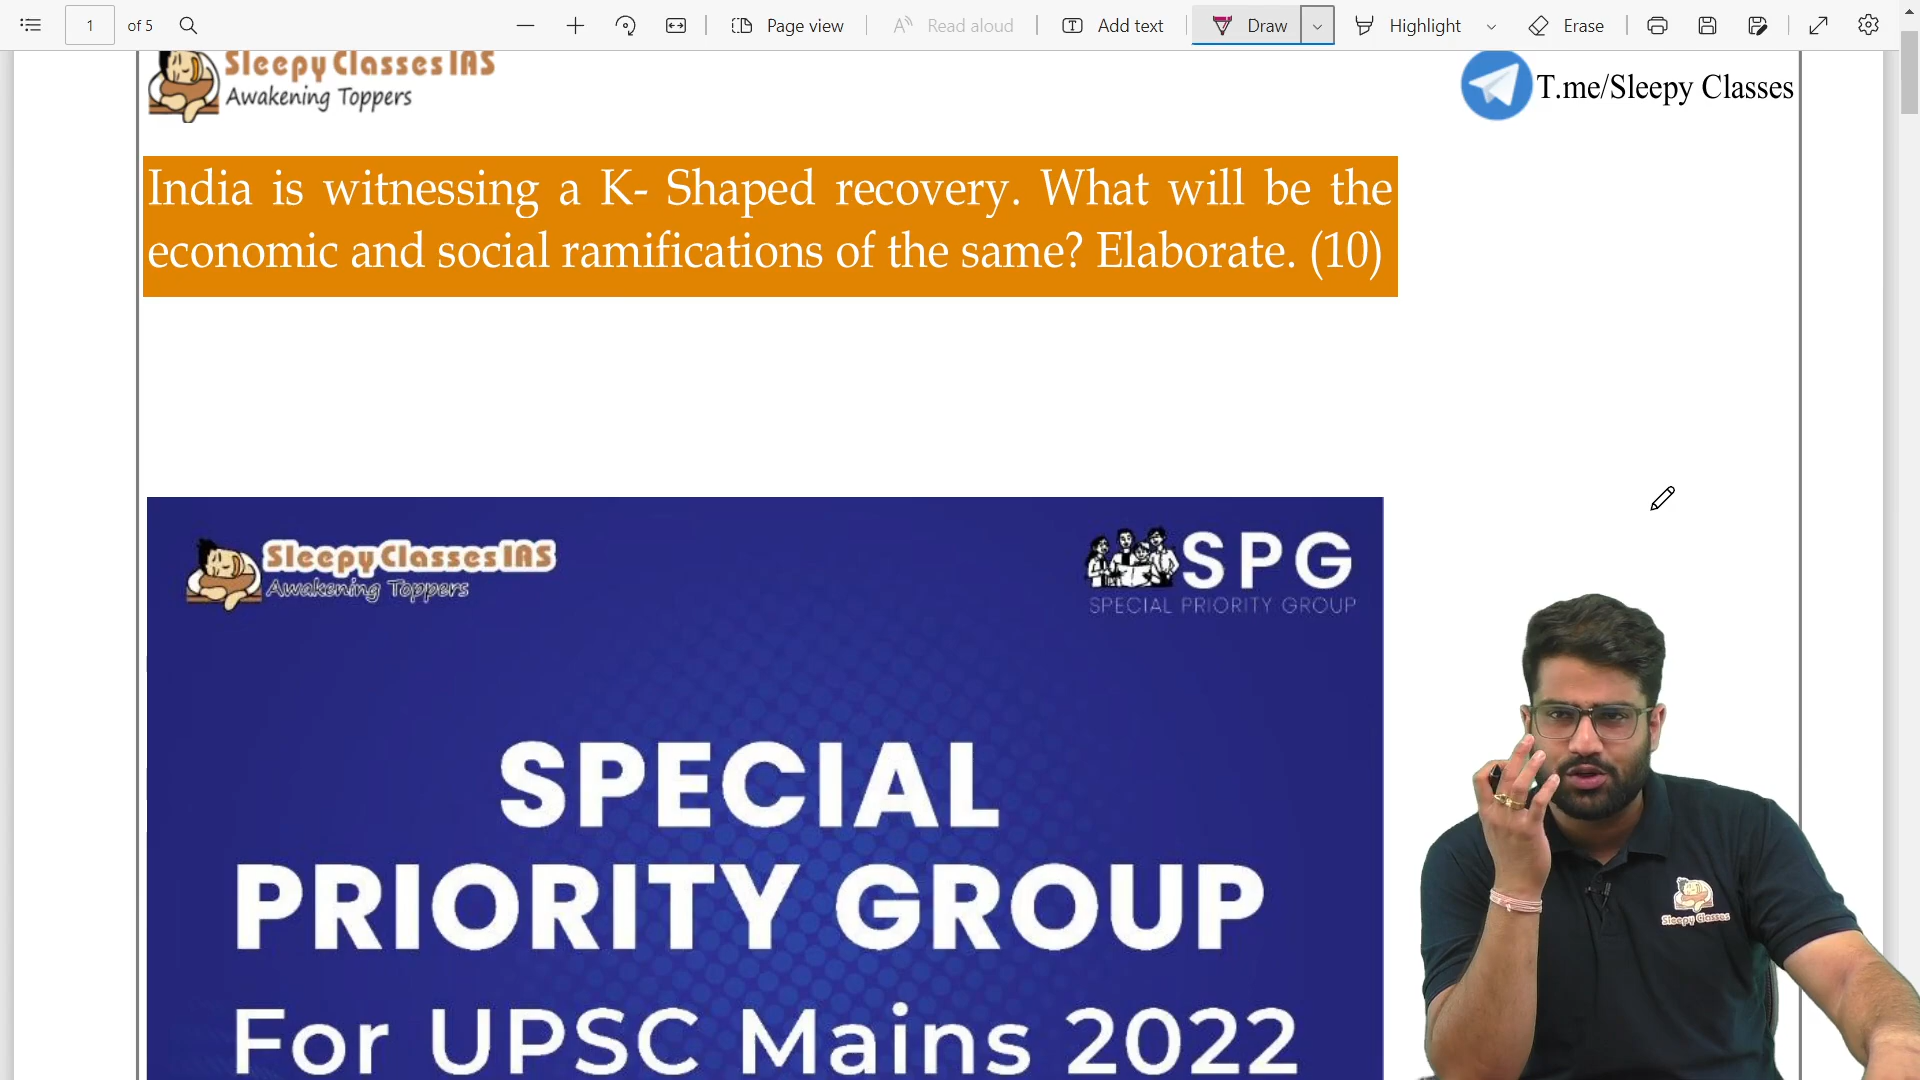 1
of 5
Page view
Read aloud
Add text
Draw
Highlight
Erase
Sleepy Classes IAS
Awakening Toppers
T.me/Sleepy Classes
India is witnessing a K- Shaped recovery. What will be the
economic and social ramifications of the same? Elaborate. (10)
Sleepy Classes IAS
Awakening Toppers
SPG
SPECIAL PRIORITY GROUP
SPECIAL
PRIORITY GROUP
For UPSC Mains 2022
Sleepy Classes